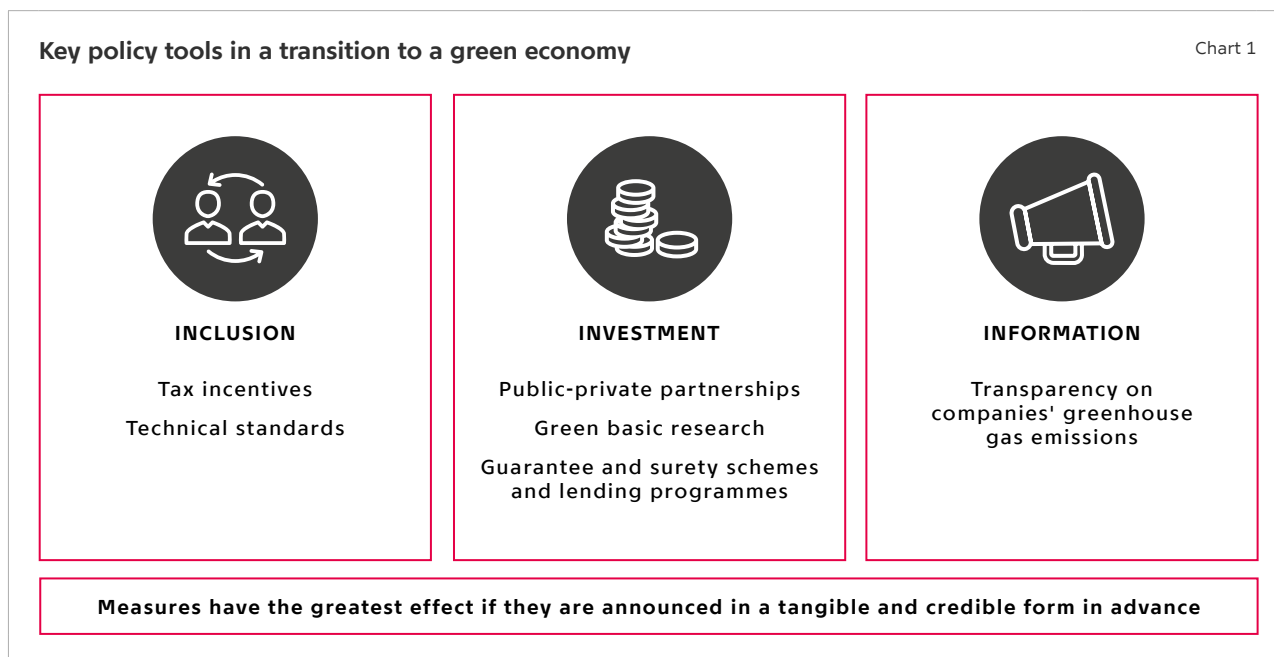 Key policy tools in a transition to a green economy
Chart 1
INCLUSION
Tax incentives
Technical standards
INVESTMENT
Public-private partnerships
Green basic research
Guarantee and surety schemes
and lending programmes
INFORMATION
Transparency on
companies' greenhouse
gas emissions
Measures have the greatest effect if they are announced in a tangible and credible form in advance